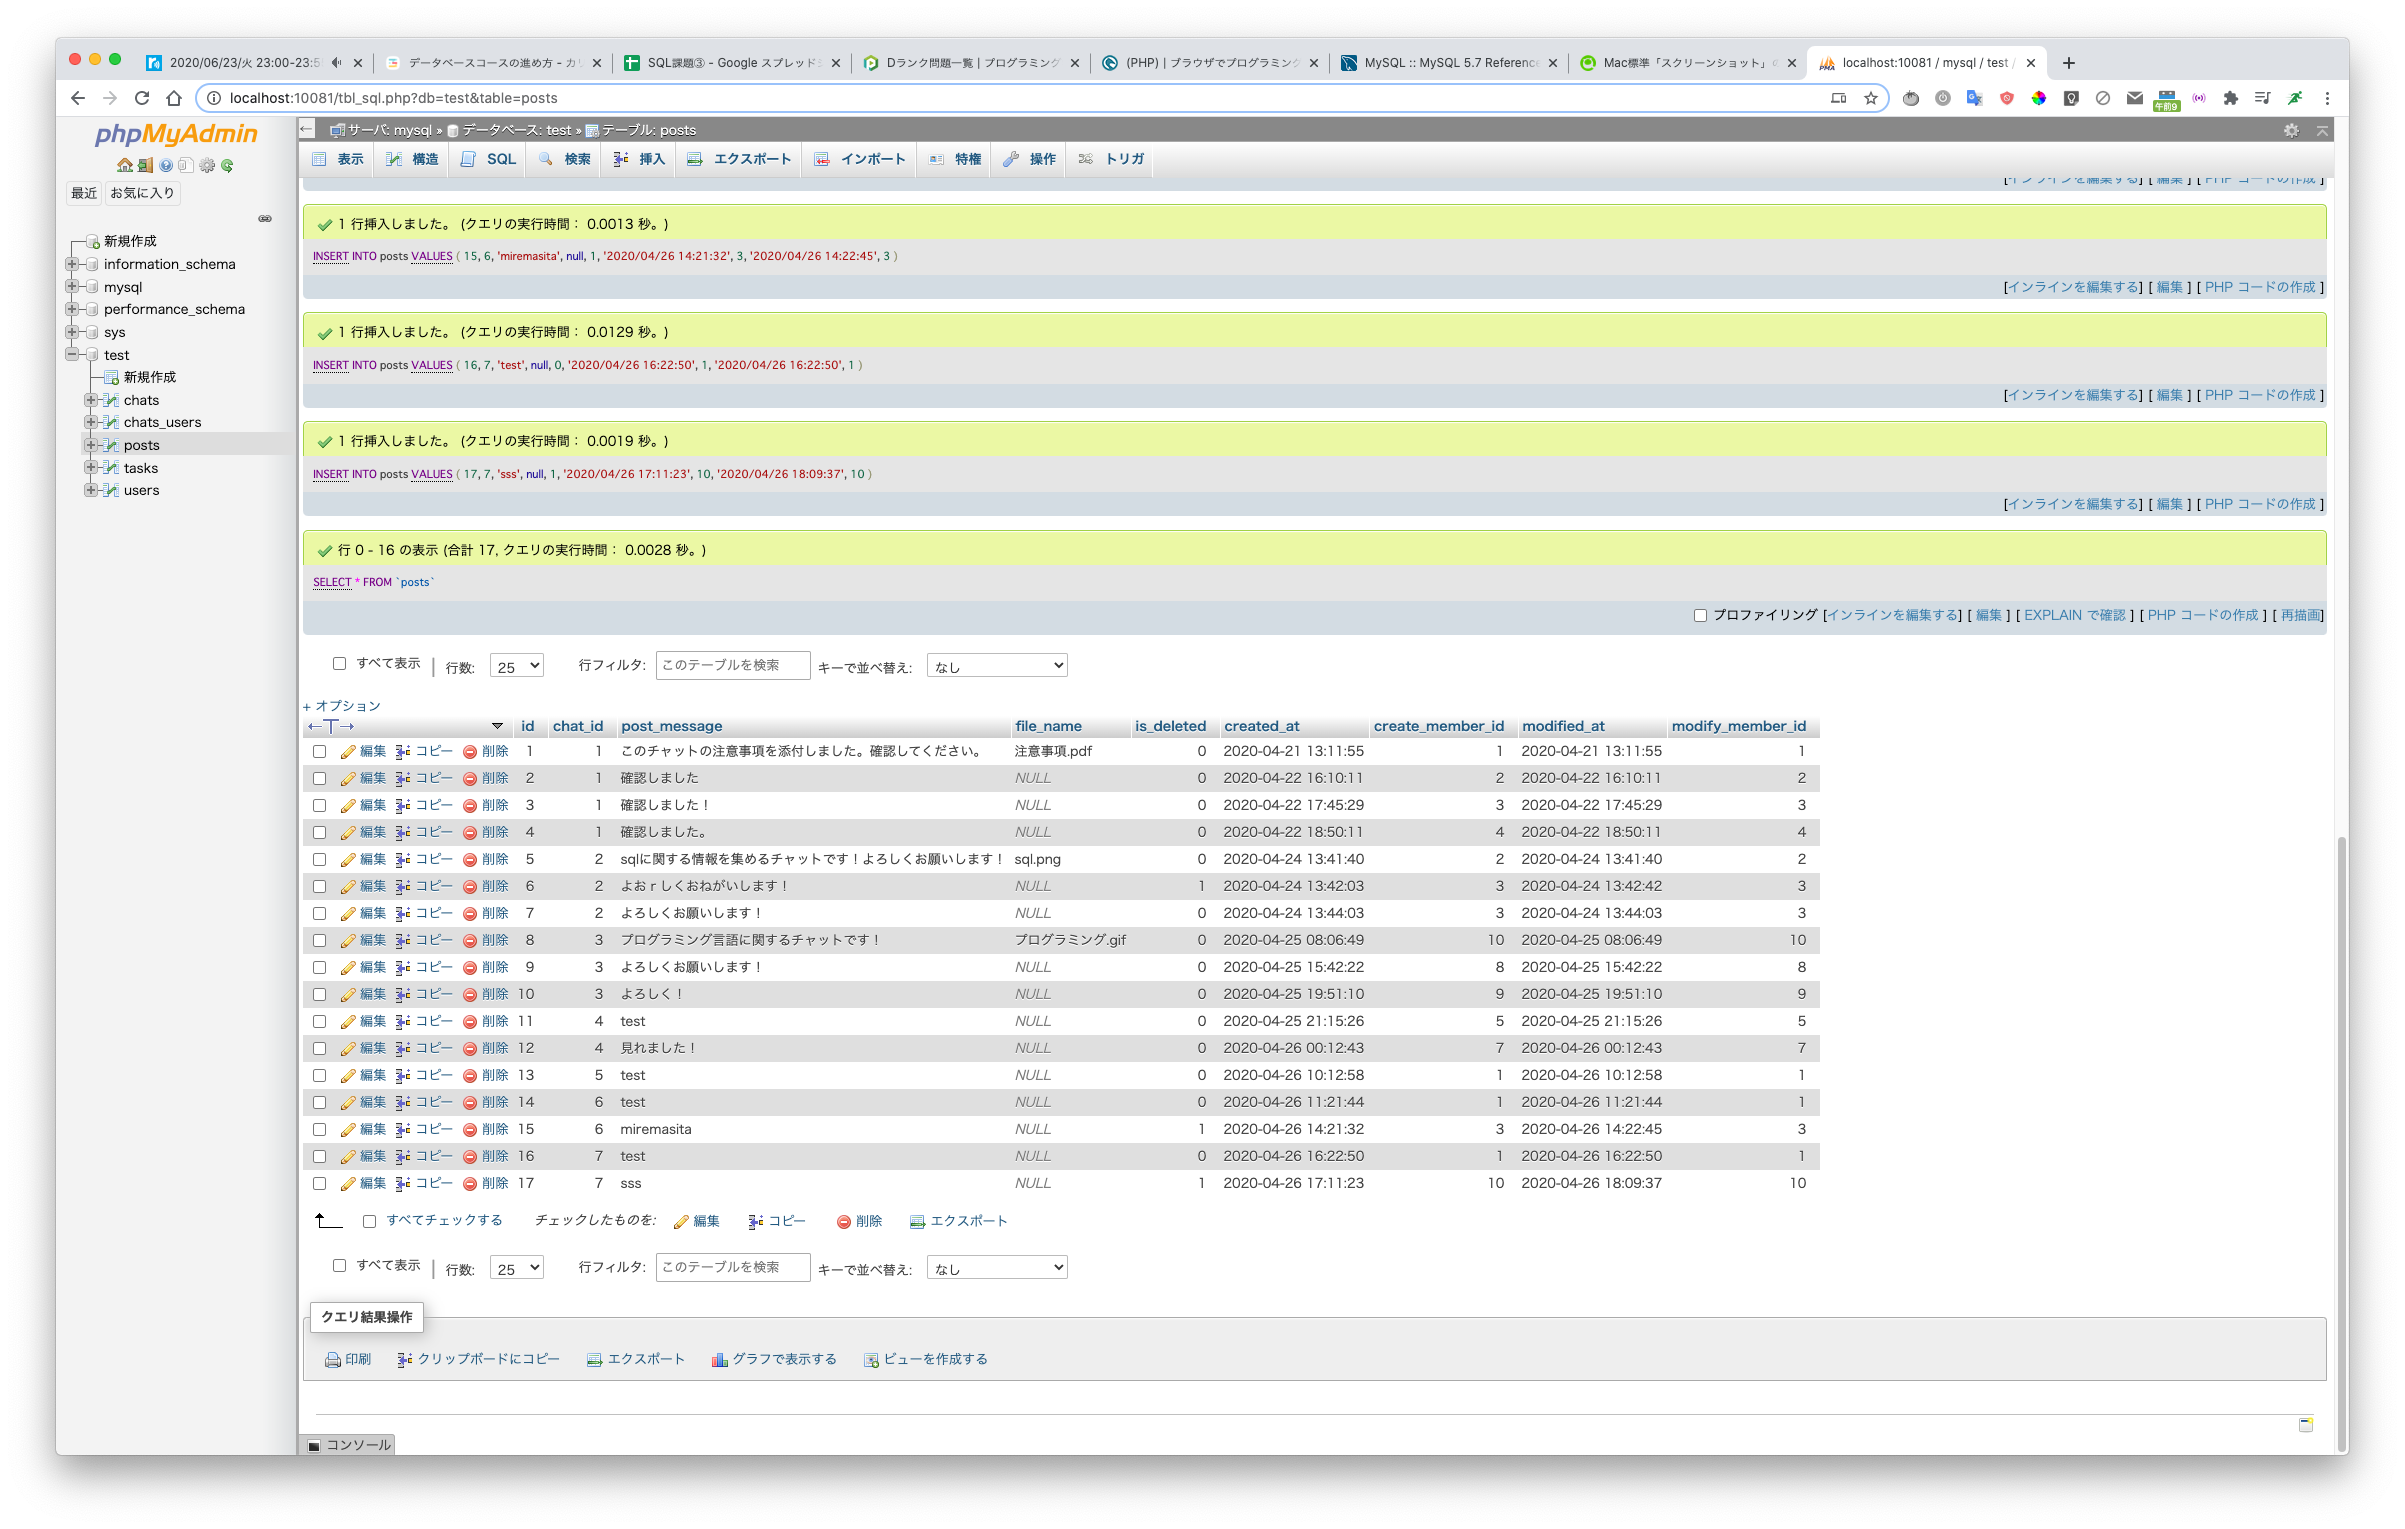 2020/06/23/火 23:00-23:5
データベースコースの進め方 - カリ
SQL課題③ - Google スプレッド
Dランク問題一覧 | プログラミング
(PHP) | ブラウザでプログラミング
MySQL :: MySQL 5.7 Reference
Mac標準「スクリーンショット」の
localhost:10081 / mysql / test /
localhost:10081/tbl_sql.php?db=test&table=posts
午前9
phpMyAdmin
最近 お気に入り
新規作成
information_schema
mysql
performance_schema
sys
test
新規作成
chats
chats_users
posts
tasks
users
サーバ: mysql » データベース: test » テーブル: posts
表示 構造 SQL 検索 挿入 エクスポート インポート 特権 操作 トリガ
[インラインを編集する] [ 編集 ] [ PHP コードの作成 ]
1 行挿入しました。 (クエリの実行時間： 0.0013 秒。)
INSERT INTO posts VALUES ( 15, 6, 'miremasita', null, 1, '2020/04/26 14:21:32', 3, '2020/04/26 14:22:45', 3 )
[インラインを編集する] [ 編集 ] [ PHP コードの作成 ]
1 行挿入しました。 (クエリの実行時間： 0.0129 秒。)
INSERT INTO posts VALUES ( 16, 7, 'test', null, 0, '2020/04/26 16:22:50', 1, '2020/04/26 16:22:50', 1 )
[インラインを編集する] [ 編集 ] [ PHP コードの作成 ]
1 行挿入しました。 (クエリの実行時間： 0.0019 秒。)
INSERT INTO posts VALUES ( 17, 7, 'sss', null, 1, '2020/04/26 17:11:23', 10, '2020/04/26 18:09:37', 10 )
[インラインを編集する] [ 編集 ] [ PHP コードの作成 ]
行 0 - 16 の表示 (合計 17, クエリの実行時間： 0.0028 秒。)
SELECT * FROM `posts`
プロファイリング [インラインを編集する] [ 編集 ] [ EXPLAIN で確認 ] [ PHP コードの作成 ] [ 再描画]
すべて表示 | 行数: 25 行フィルタ: このテーブルを検索 キーで並べ替え: なし
+ オプション
←T→ id chat_id post_message file_name is_deleted created_at create_member_id modified_at modify_member_id
編集 コピー 削除 1 1 このチャットの注意事項を添付しました。確認してください。 注意事項.pdf 0 2020-04-21 13:11:55 1 2020-04-21 13:11:55 1
編集 コピー 削除 2 1 確認しました NULL 0 2020-04-22 16:10:11 2 2020-04-22 16:10:11 2
編集 コピー 削除 3 1 確認しました！ NULL 0 2020-04-22 17:45:29 3 2020-04-22 17:45:29 3
編集 コピー 削除 4 1 確認しました。 NULL 0 2020-04-22 18:50:11 4 2020-04-22 18:50:11 4
編集 コピー 削除 5 2 sqlに関する情報を集めるチャットです！よろしくお願いします！ sql.png 0 2020-04-24 13:41:40 2 2020-04-24 13:41:40 2
編集 コピー 削除 6 2 よおｒしくおねがいします！ NULL 1 2020-04-24 13:42:03 3 2020-04-24 13:42:42 3
編集 コピー 削除 7 2 よろしくお願いします！ NULL 0 2020-04-24 13:44:03 3 2020-04-24 13:44:03 3
編集 コピー 削除 8 3 プログラミング言語に関するチャットです！ プログラミング.gif 0 2020-04-25 08:06:49 10 2020-04-25 08:06:49 10
編集 コピー 削除 9 3 よろしくお願いします！ NULL 0 2020-04-25 15:42:22 8 2020-04-25 15:42:22 8
編集 コピー 削除 10 3 よろしく！ NULL 0 2020-04-25 19:51:10 9 2020-04-25 19:51:10 9
編集 コピー 削除 11 4 test NULL 0 2020-04-25 21:15:26 5 2020-04-25 21:15:26 5
編集 コピー 削除 12 4 見れました！ NULL 0 2020-04-26 00:12:43 7 2020-04-26 00:12:43 7
編集 コピー 削除 13 5 test NULL 0 2020-04-26 10:12:58 1 2020-04-26 10:12:58 1
編集 コピー 削除 14 6 test NULL 0 2020-04-26 11:21:44 1 2020-04-26 11:21:44 1
編集 コピー 削除 15 6 miremasita NULL 1 2020-04-26 14:21:32 3 2020-04-26 14:22:45 3
編集 コピー 削除 16 7 test NULL 0 2020-04-26 16:22:50 1 2020-04-26 16:22:50 1
編集 コピー 削除 17 7 sss NULL 1 2020-04-26 17:11:23 10 2020-04-26 18:09:37 10
すべてチェックする チェックしたものを: 編集 コピー 削除 エクスポート
すべて表示 | 行数: 25 行フィルタ: このテーブルを検索 キーで並べ替え: なし
クエリ結果操作
印刷 クリップボードにコピー エクスポート グラフで表示する ビューを作成する
コンソール